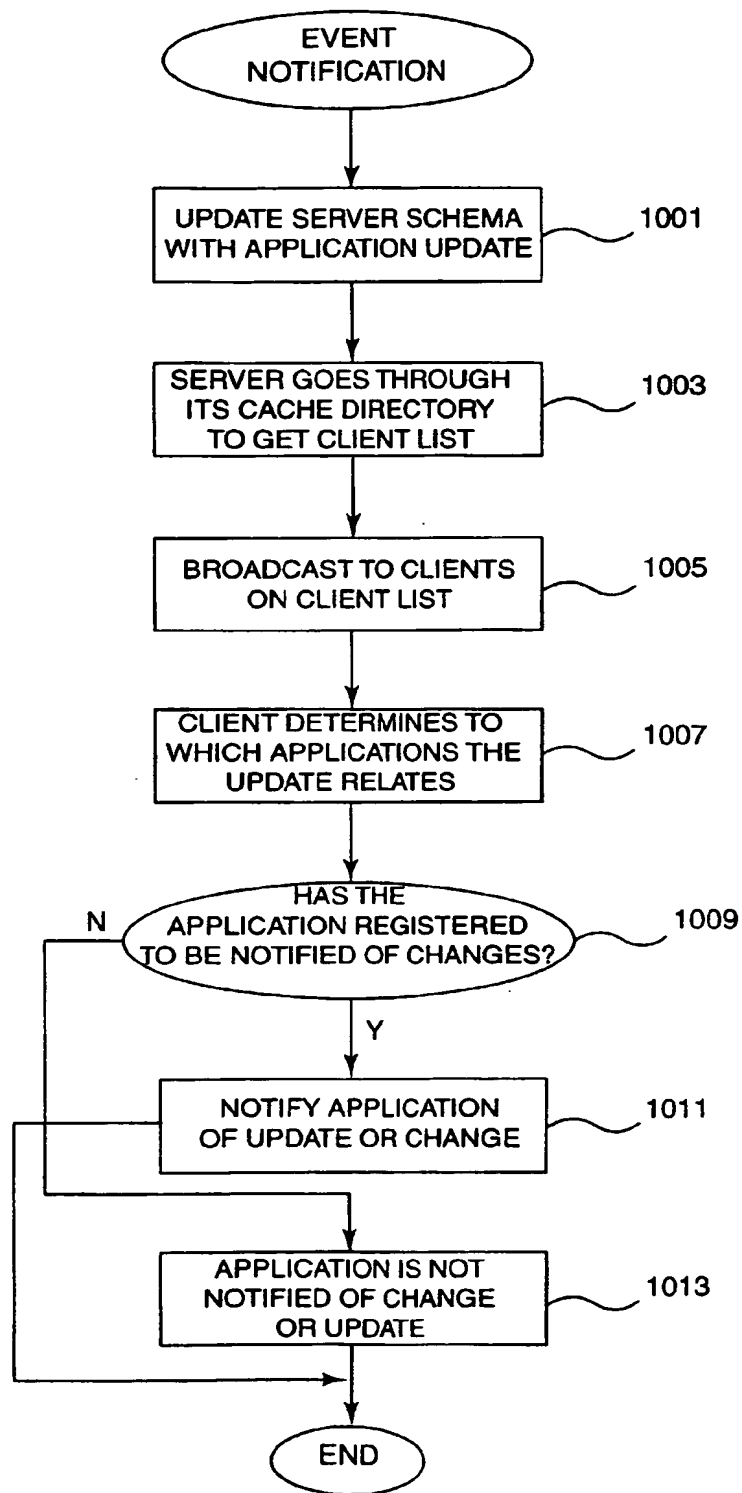 EVENT
NOTIFICATION
UPDATE SERVER SCHEMA
WITH APPLICATION UPDATE
1001
SERVER GOES THROUGH
ITS CACHE DIRECTORY
TO GET CLIENT LIST
1003
BROADCAST TO CLIENTS
ON CLIENT LIST
1005
CLIENT DETERMINES TO
WHICH APPLICATIONS THE
UPDATE RELATES
1007
HAS THE
APPLICATION REGISTERED
TO BE NOTIFIED OF CHANGES?
1009
N
Y
NOTIFY APPLICATION
OF UPDATE OR CHANGE
1011
APPLICATION IS NOT
NOTIFIED OF CHANGE
OR UPDATE
1013
END